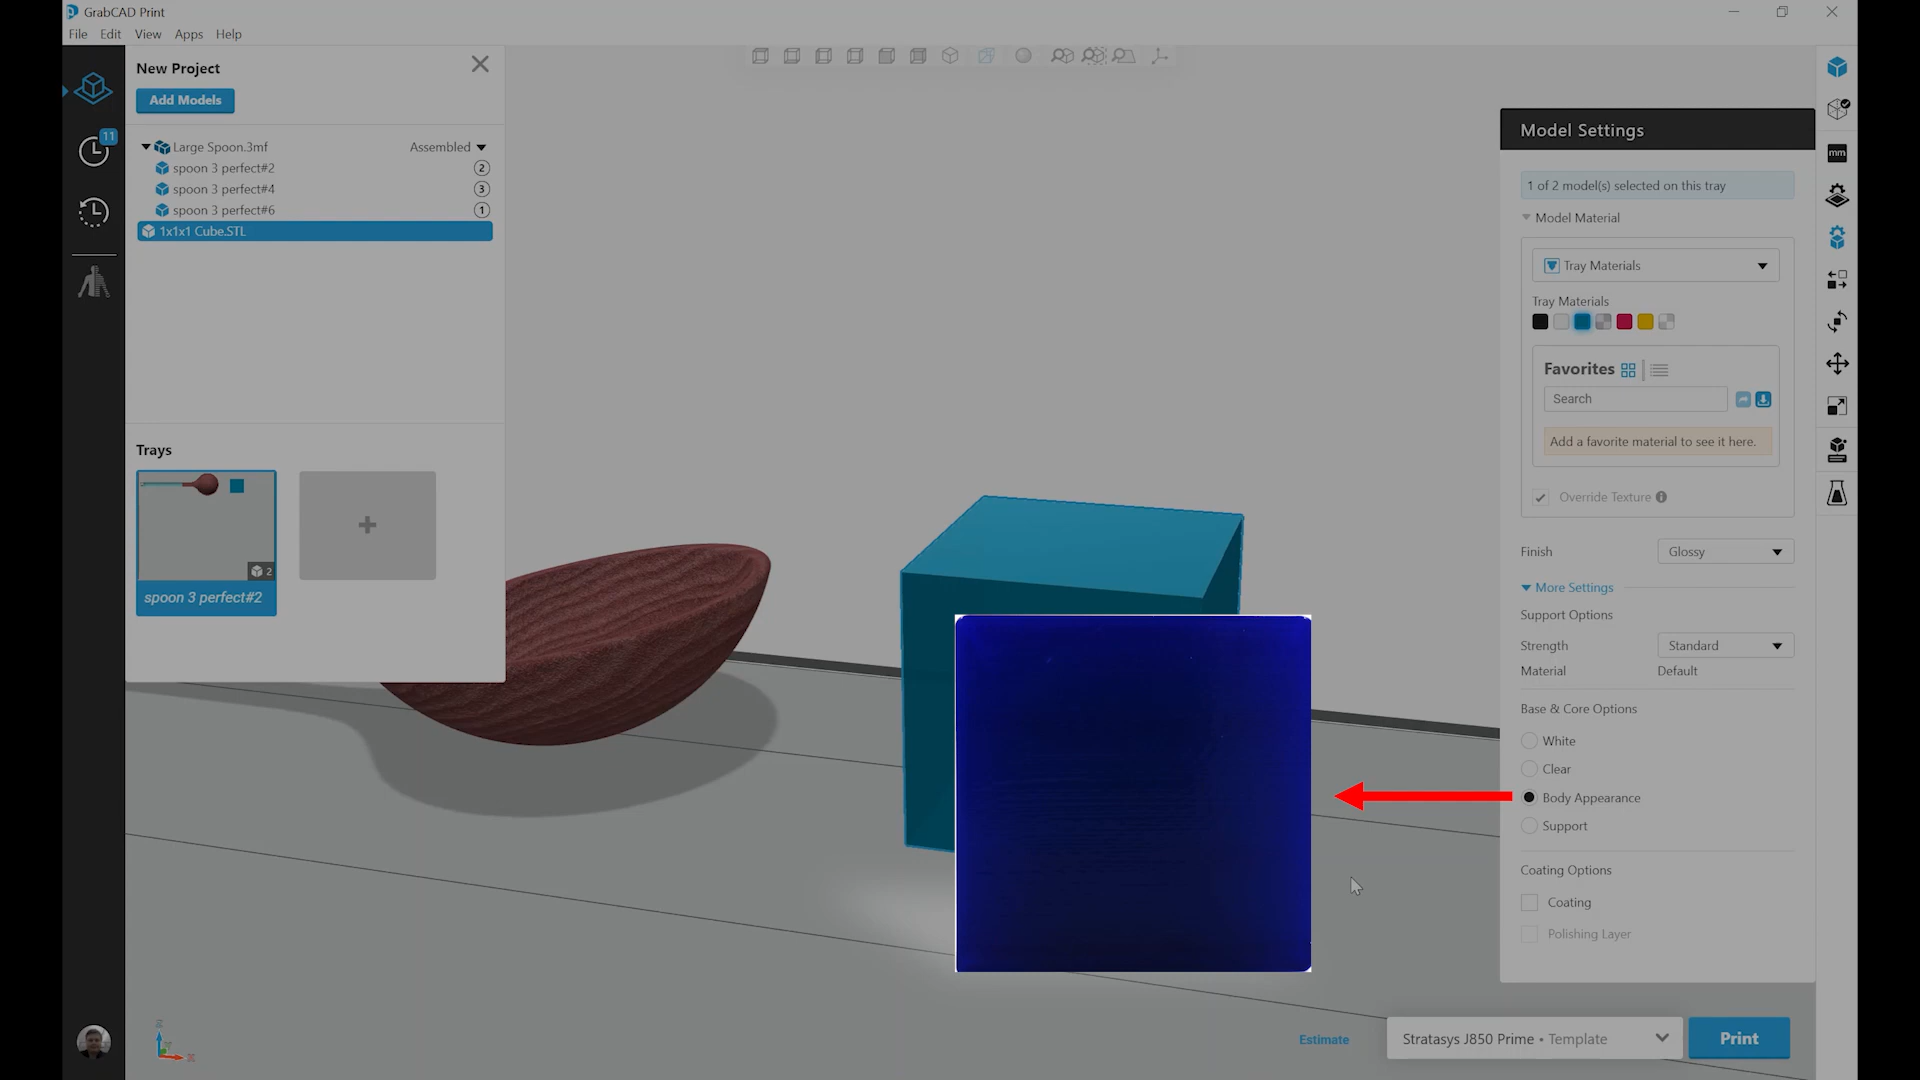 GrabCAD Print
File Edit View Apps Help
New Project
Add Models
Large Spoon.3mf Assembled
spoon 3 perfect#2 2
spoon 3 perfect#4 3
spoon 3 perfect#6 1
1x1x1 Cube.STL
11
Trays
2
spoon 3 perfect#2
Model Settings
1 of 2 model(s) selected on this tray
Model Material
Tray Materials
Tray Materials
Favorites
Search
Add a favorite material to see it here.
Override Texture
Finish Glossy
More Settings
Support Options
Strength Standard
Material Default
Base & Core Options
White
Clear
Body Appearance
Support
Coating Options
Coating
Polishing Layer
mm
Estimate
Stratasys J850 Prime • Template
Print
Z
X